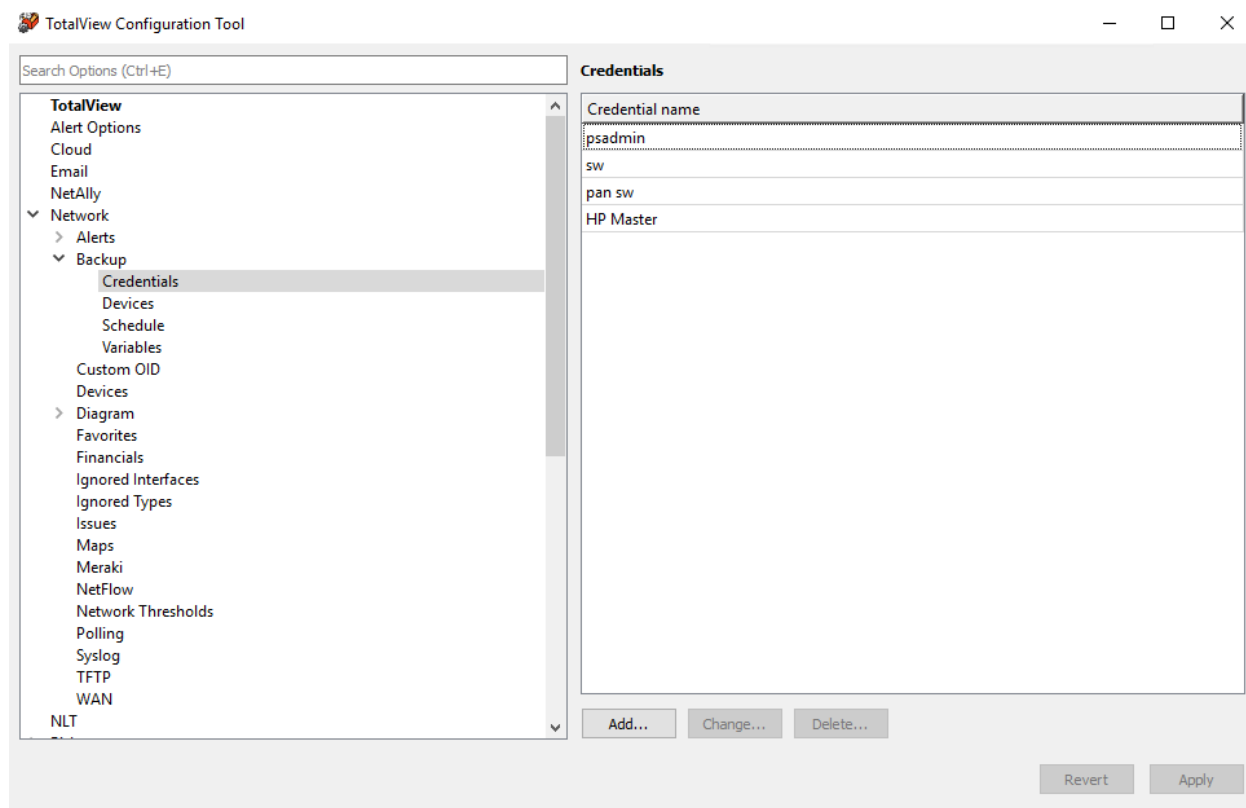 TotalView Configuration Tool
Search Options (Ctrl+E)
TotalView
Alert Options
Cloud
Email
NetAlly
Network
Alerts
Backup
Credentials
Devices
Schedule
Variables
Custom OID
Devices
Diagram
Favorites
Financials
Ignored Interfaces
Ignored Types
Issues
Maps
Meraki
NetFlow
Network Thresholds
Polling
Syslog
TFTP
WAN
NLT
Credentials
Credential name
psadmin
sw
pan sw
HP Master
Add... Change... Delete...
Revert Apply